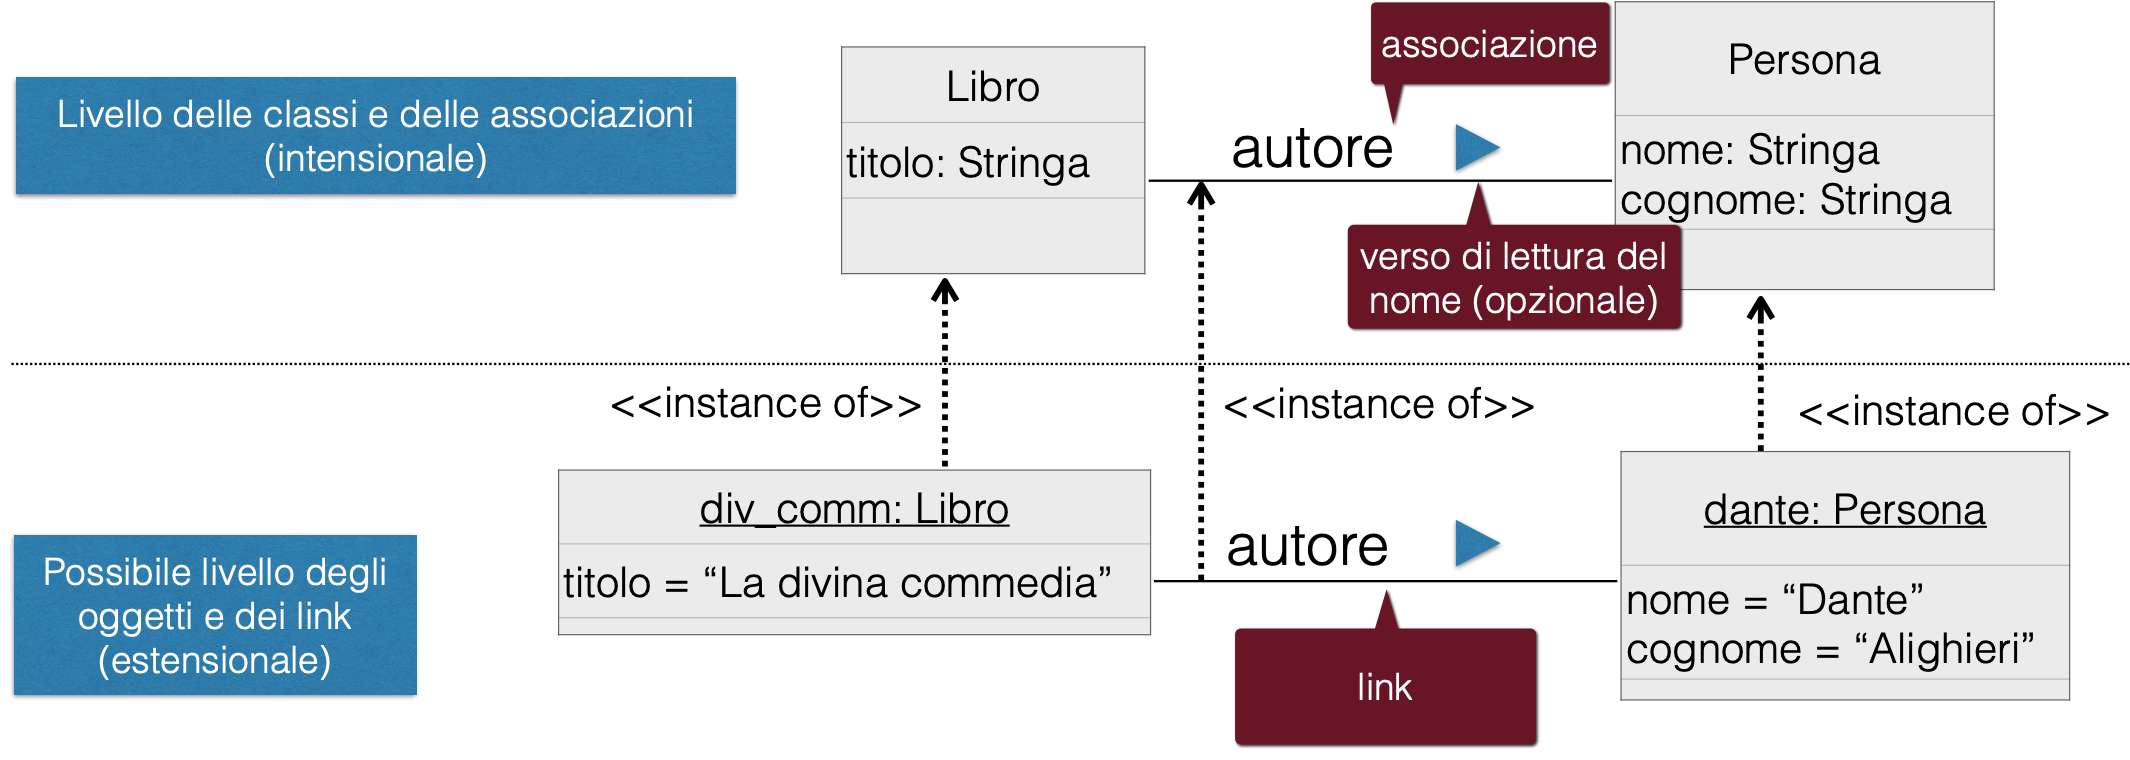 Livello delle classi e delle associazioni
(intensionale)
Libro
titolo: Stringa
associazione
autore
verso di lettura del
nome (opzionale)
Persona
nome: Stringa
cognome: Stringa
<<instance of>>
<<instance of>>
<<instance of>>
Possibile livello degli
oggetti e dei link
(estensionale)
div_comm: Libro
titolo = “La divina commedia”
autore
link
dante: Persona
nome = “Dante”
cognome = “Alighieri”